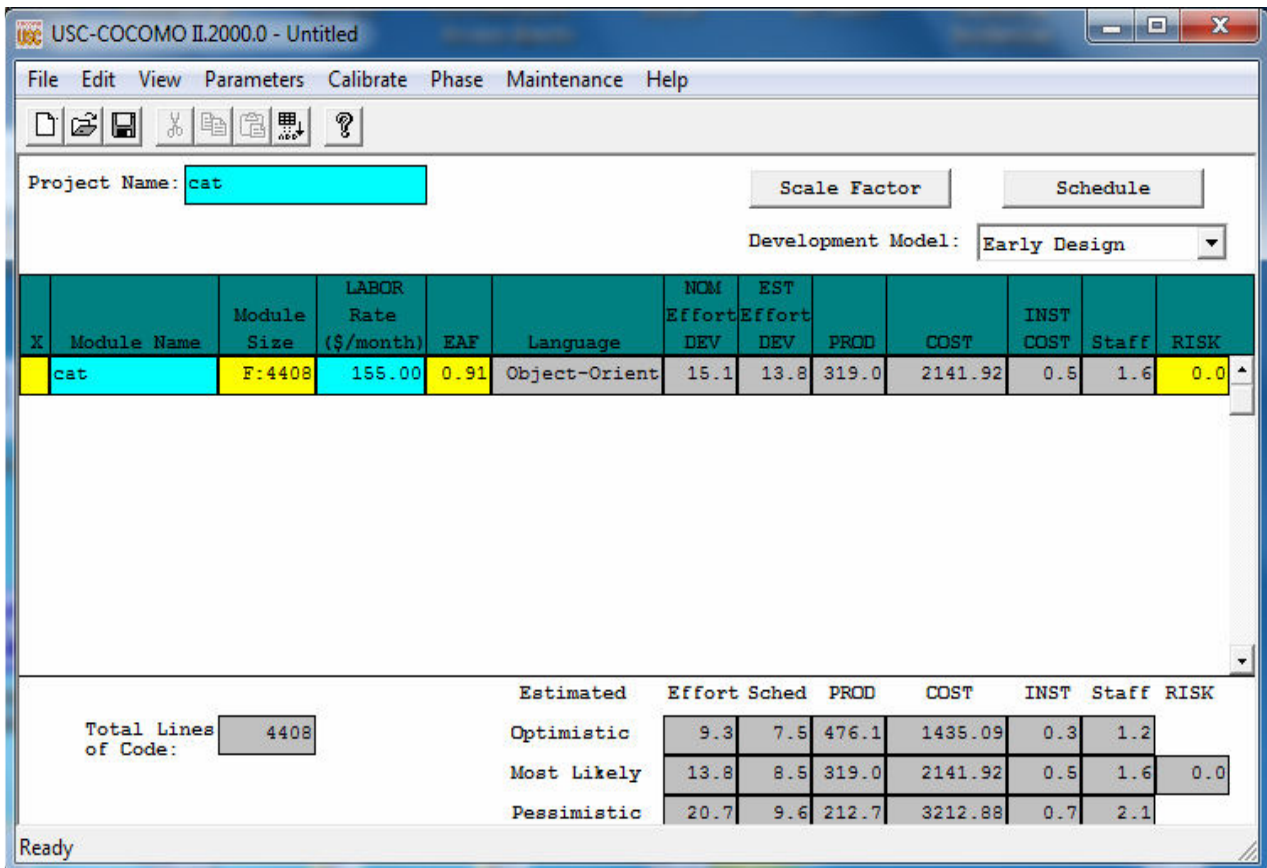 USC-COCOMO II.2000.0 - Untitled
File Edit View Parameters Calibrate Phase Maintenance Help
Project Name: cat
Scale Factor Schedule
Development Model: Early Design
X Module Name Module Size LABOR Rate ($/month) EAF Language NOM Effort DEV EST Effort DEV PROD COST INST COST Staff RISK
cat F:4408 155.00 0.91 Object-Orient 15.1 13.8 319.0 2141.92 0.5 1.6 0.0
Estimated Effort Sched PROD COST INST Staff RISK
Total Lines of Code: 4408
Optimistic 9.3 7.5 476.1 1435.09 0.3 1.2
Most Likely 13.8 8.5 319.0 2141.92 0.5 1.6 0.0
Pessimistic 20.7 9.6 212.7 3212.88 0.7 2.1
Ready